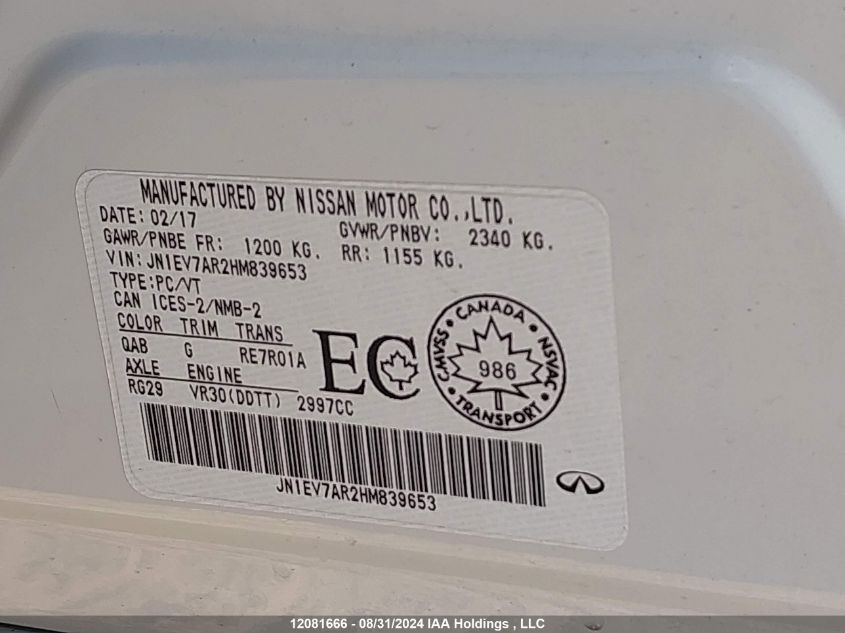 MANUFACTURED BY NISSAN MOTOR CO.,LTD.
DATE: 02/17 GVWR/PNBV: 2340 KG.
GAWR/PNBE FR: 1200 KG. RR: 1155 KG.
VIN: JN1EV7AR2HM839653
TYPE:PC/VT
CAN ICES-2/NMB-2
COLOR TRIM TRANS
QAB G RE7R01A
AXLE ENGINE
RG29 VR30(DDTT) 2997CC
EC
CANADA
CMVSS
NSVAC
986
TRANSPORT
JN1EV7AR2HM839653
12081666 - 08/31/2024 IAA Holdings , LLC